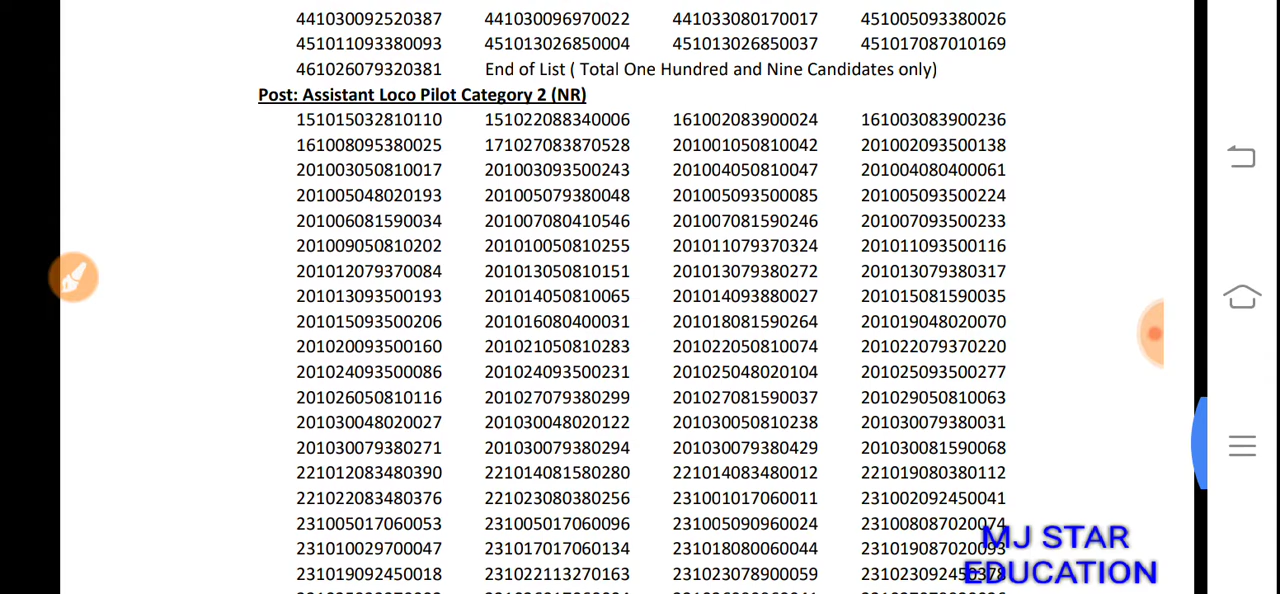 441030092520387 441030096970022 441033080170017 451005093380026
451011093380093 451013026850004 451013026850037 451017087010169
461026079320381 End of List ( Total One Hundred and Nine Candidates only)
Post: Assistant Loco Pilot Category 2 (NR)
151015032810110 151022088340006 161002083900024 161003083900236
161008095380025 171027083870528 201001050810042 201002093500138
201003050810017 201003093500243 201004050810047 201004080400061
201005048020193 201005079380048 201005093500085 201005093500224
201006081590034 201007080410546 201007081590246 201007093500233
201009050810202 201010050810255 201011079370324 201011093500116
201012079370084 201013050810151 201013079380272 201013079380317
201013093500193 201014050810065 201014093880027 201015081590035
201015093500206 201016080400031 201018081590264 201019048020070
201020093500160 201021050810283 201022050810074 201022079370220
201024093500086 201024093500231 201025048020104 201025093500277
201026050810116 201027079380299 201027081590037 201029050810063
201030048020027 201030048020122 201030050810238 201030079380031
201030079380271 201030079380294 201030079380429 201030081590068
221012083480390 221014081580280 221014083480012 221019080380112
221022083480376 221023080380256 231001017060011 231002092450041
231005017060053 231005017060096 231005090960024 231008087020074
231010029700047 231017017060134 231018080060044 231019087020093
231019092450018 231022113270163 231023078900059 231023092450378
MJ STAR
EDUCATION